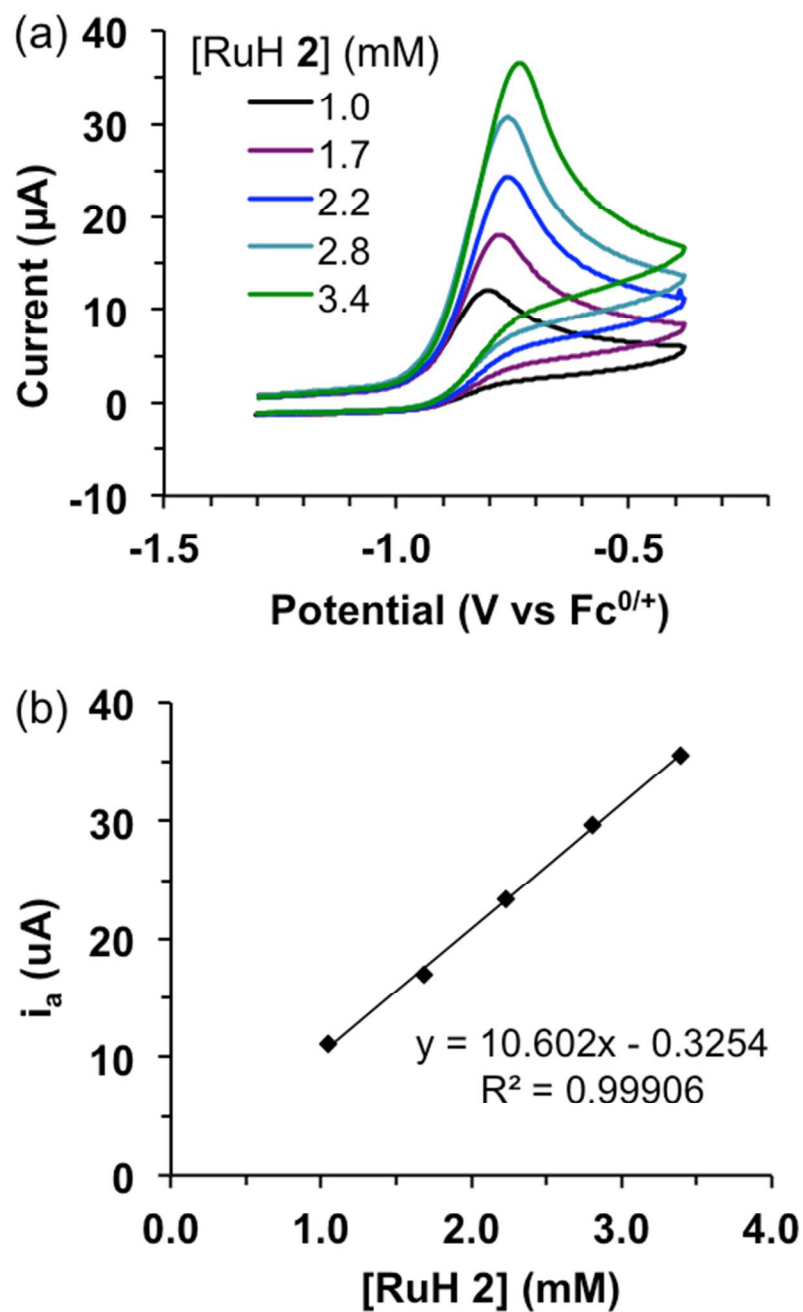 (a)
40
30
20
10
0
-10
Current (µA)
[RuH 2] (mM)
1.0
1.7
2.2
2.8
3.4
-1.5
-1.0
-0.5
Potential (V vs Fc⁰/⁺)
(b)
40
30
20
10
0
iₐ (uA)
y = 10.602x - 0.3254
R² = 0.99906
0.0
1.0
2.0
3.0
4.0
[RuH 2] (mM)